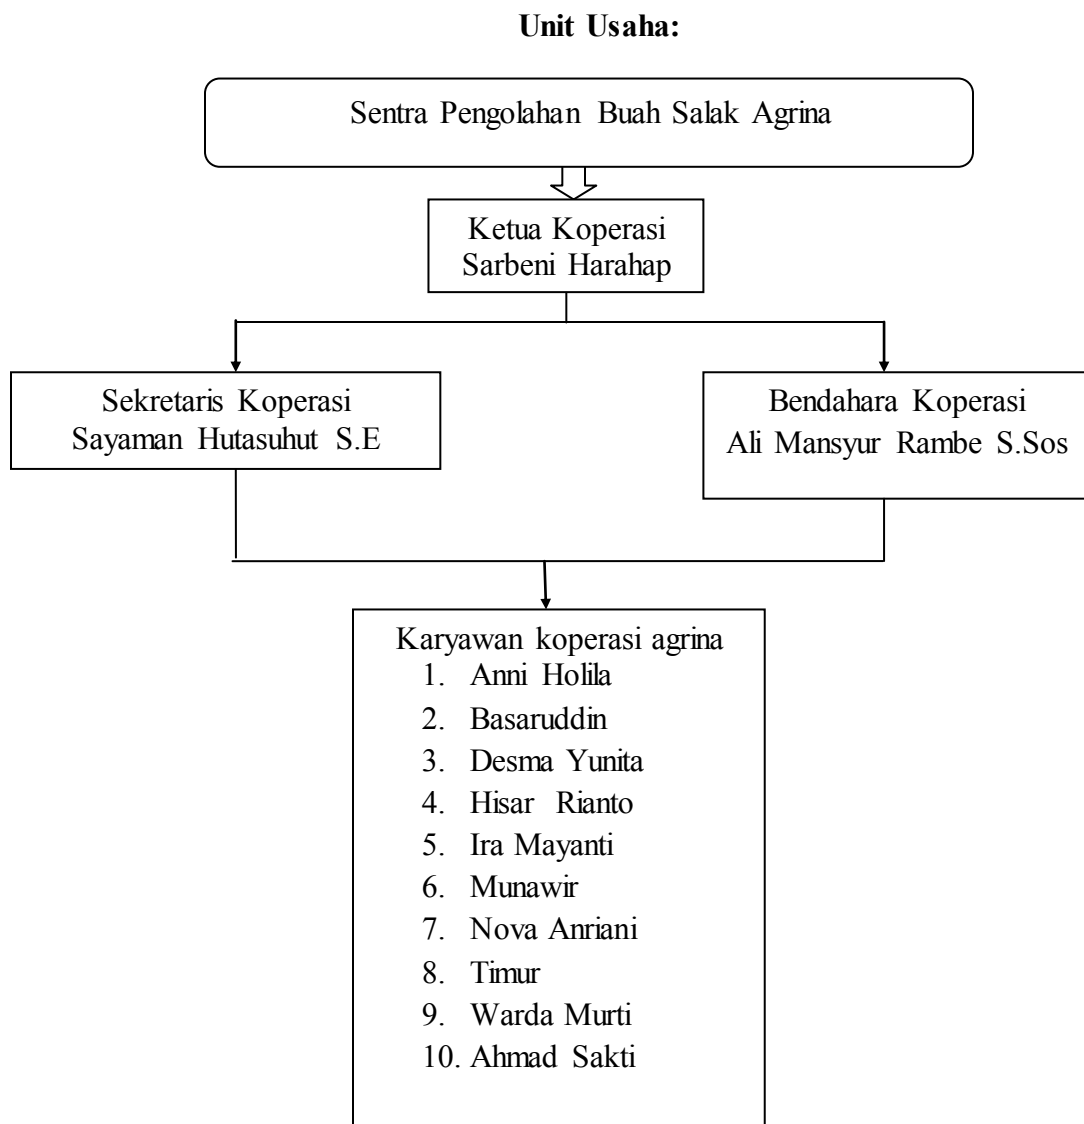 Unit Usaha:
Sentra Pengolahan Buah Salak Agrina
Ketua Koperasi
Sarbeni Harahap
Sekretaris Koperasi
Sayaman Hutasuhut S.E
Bendahara Koperasi
Ali Mansyur Rambe S.Sos
Karyawan koperasi agrina
1. Anni Holila
2. Basaruddin
3. Desma Yunita
4. Hisar Rianto
5. Ira Mayanti
6. Munawir
7. Nova Anriani
8. Timur
9. Warda Murti
10. Ahmad Sakti